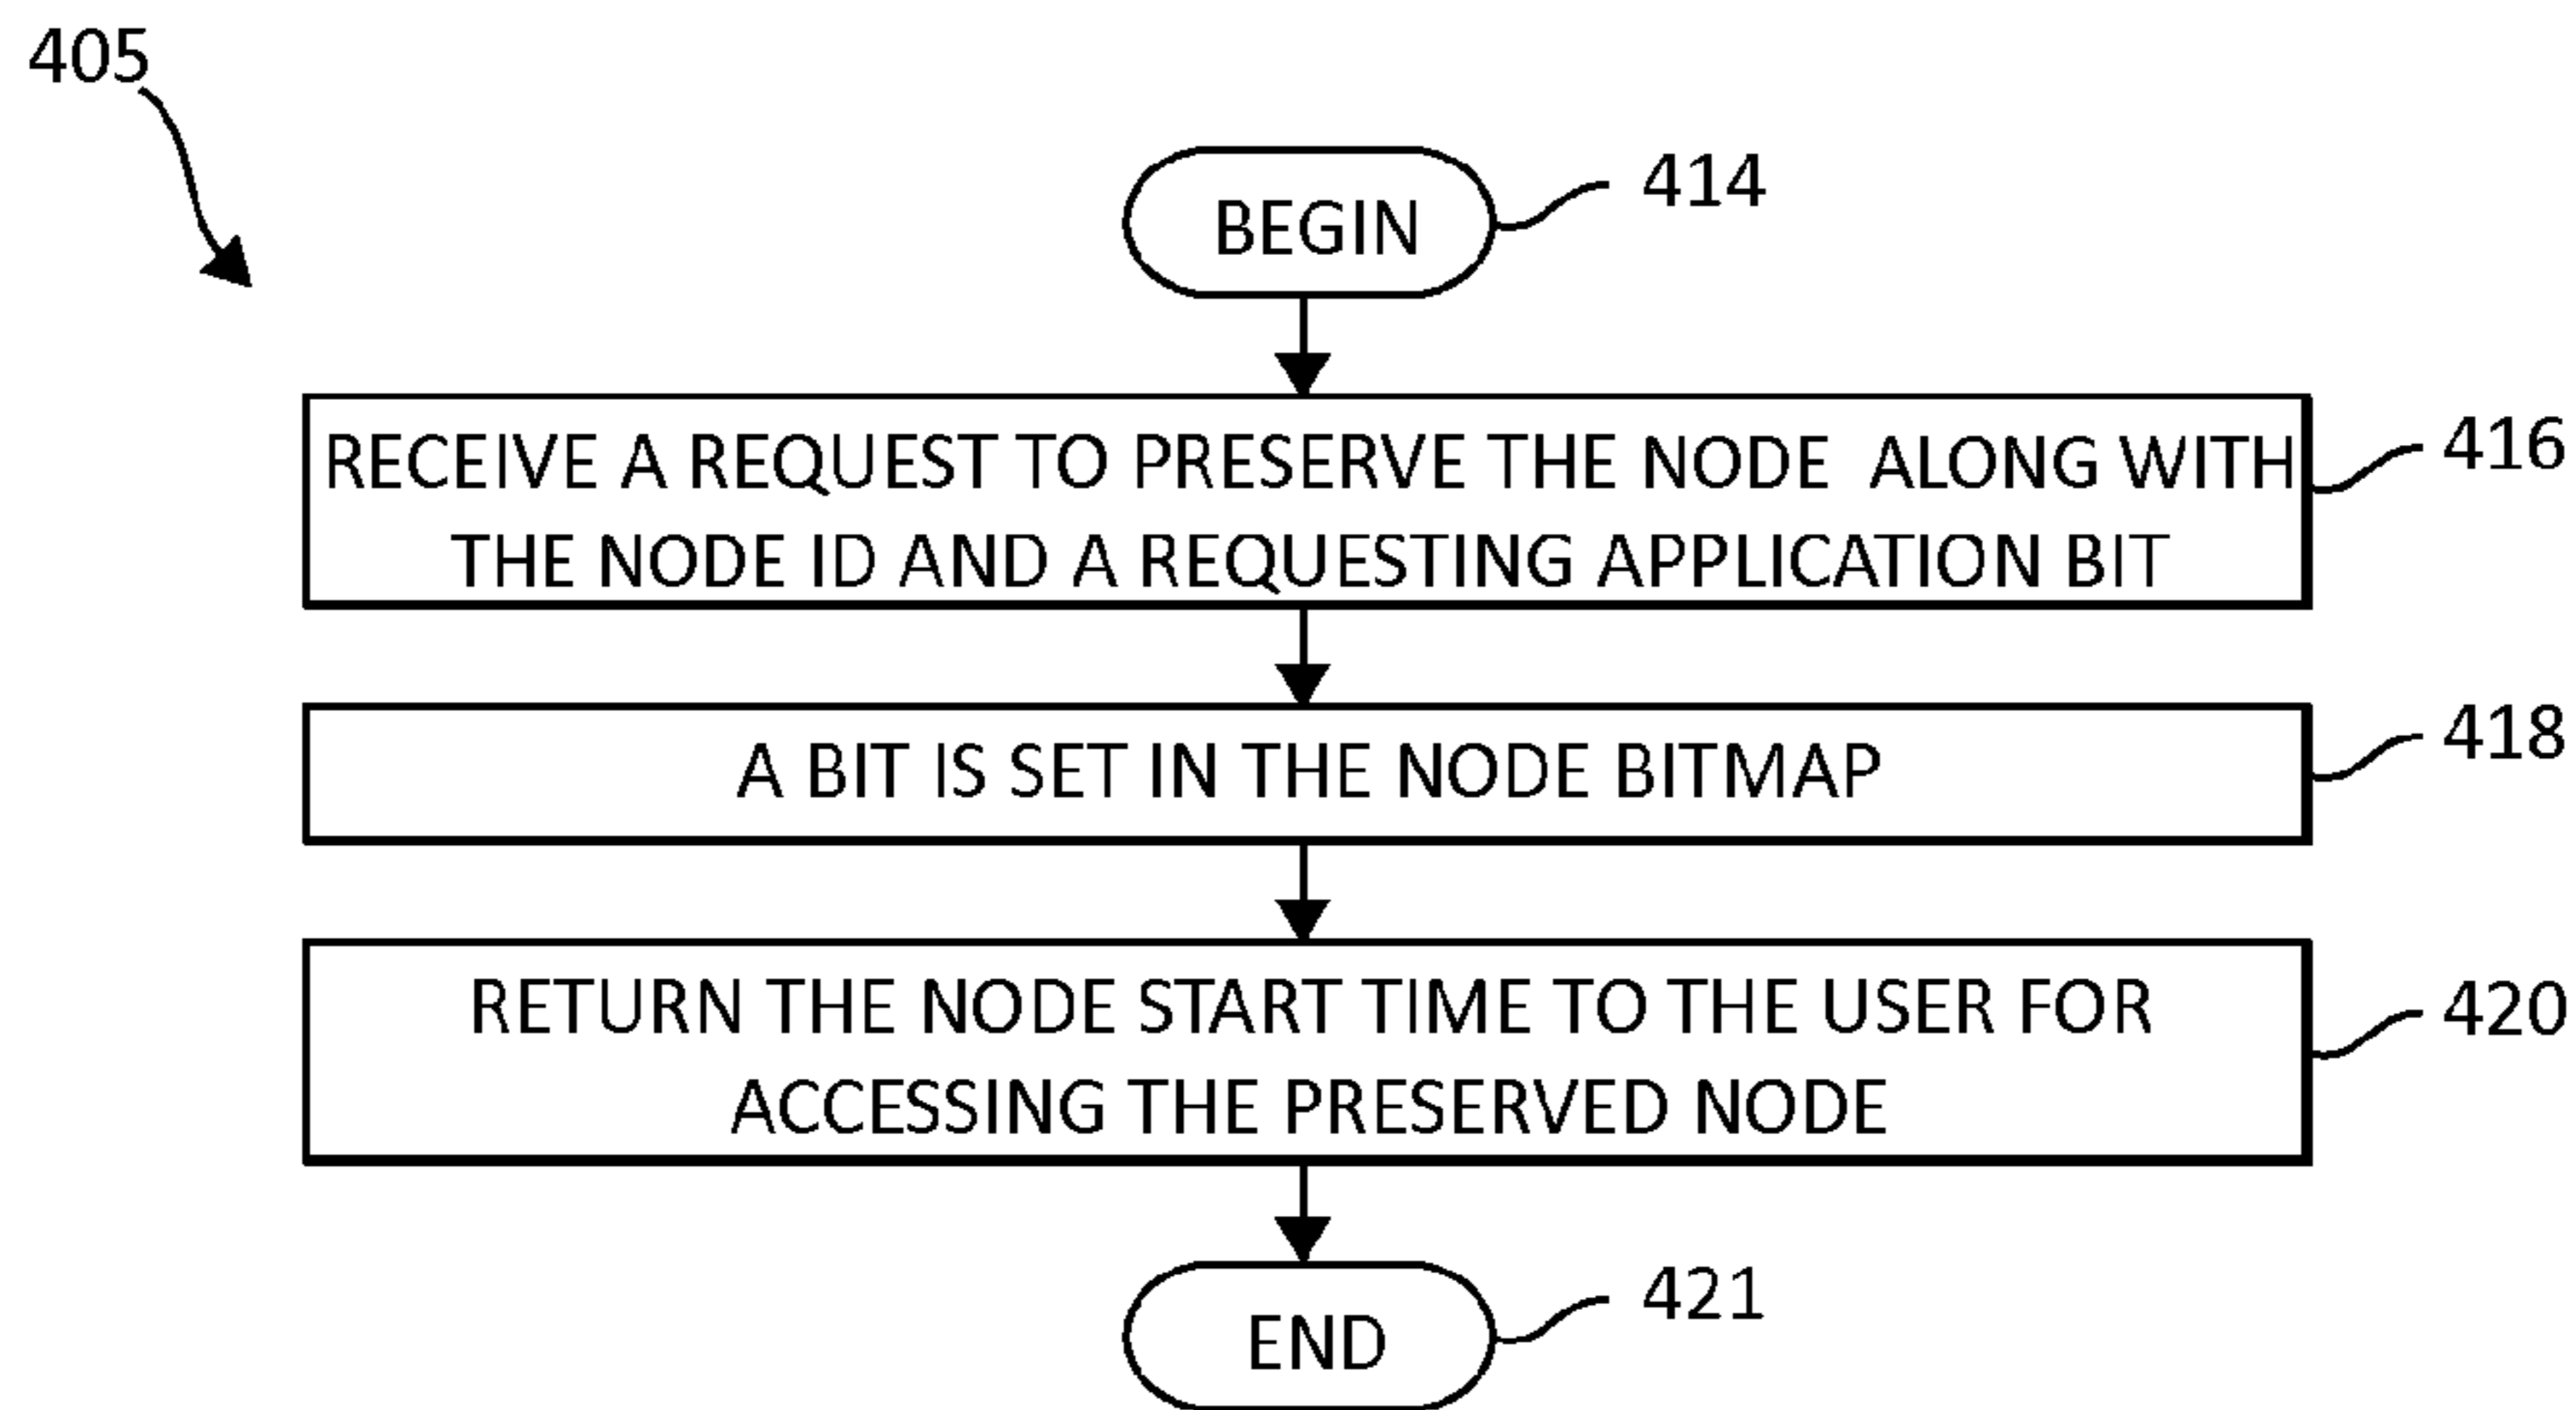 405
BEGIN
414
RECEIVE A REQUEST TO PRESERVE THE NODE ALONG WITH
THE NODE ID AND A REQUESTING APPLICATION BIT
416
A BIT IS SET IN THE NODE BITMAP
418
RETURN THE NODE START TIME TO THE USER FOR
ACCESSING THE PRESERVED NODE
420
END
421